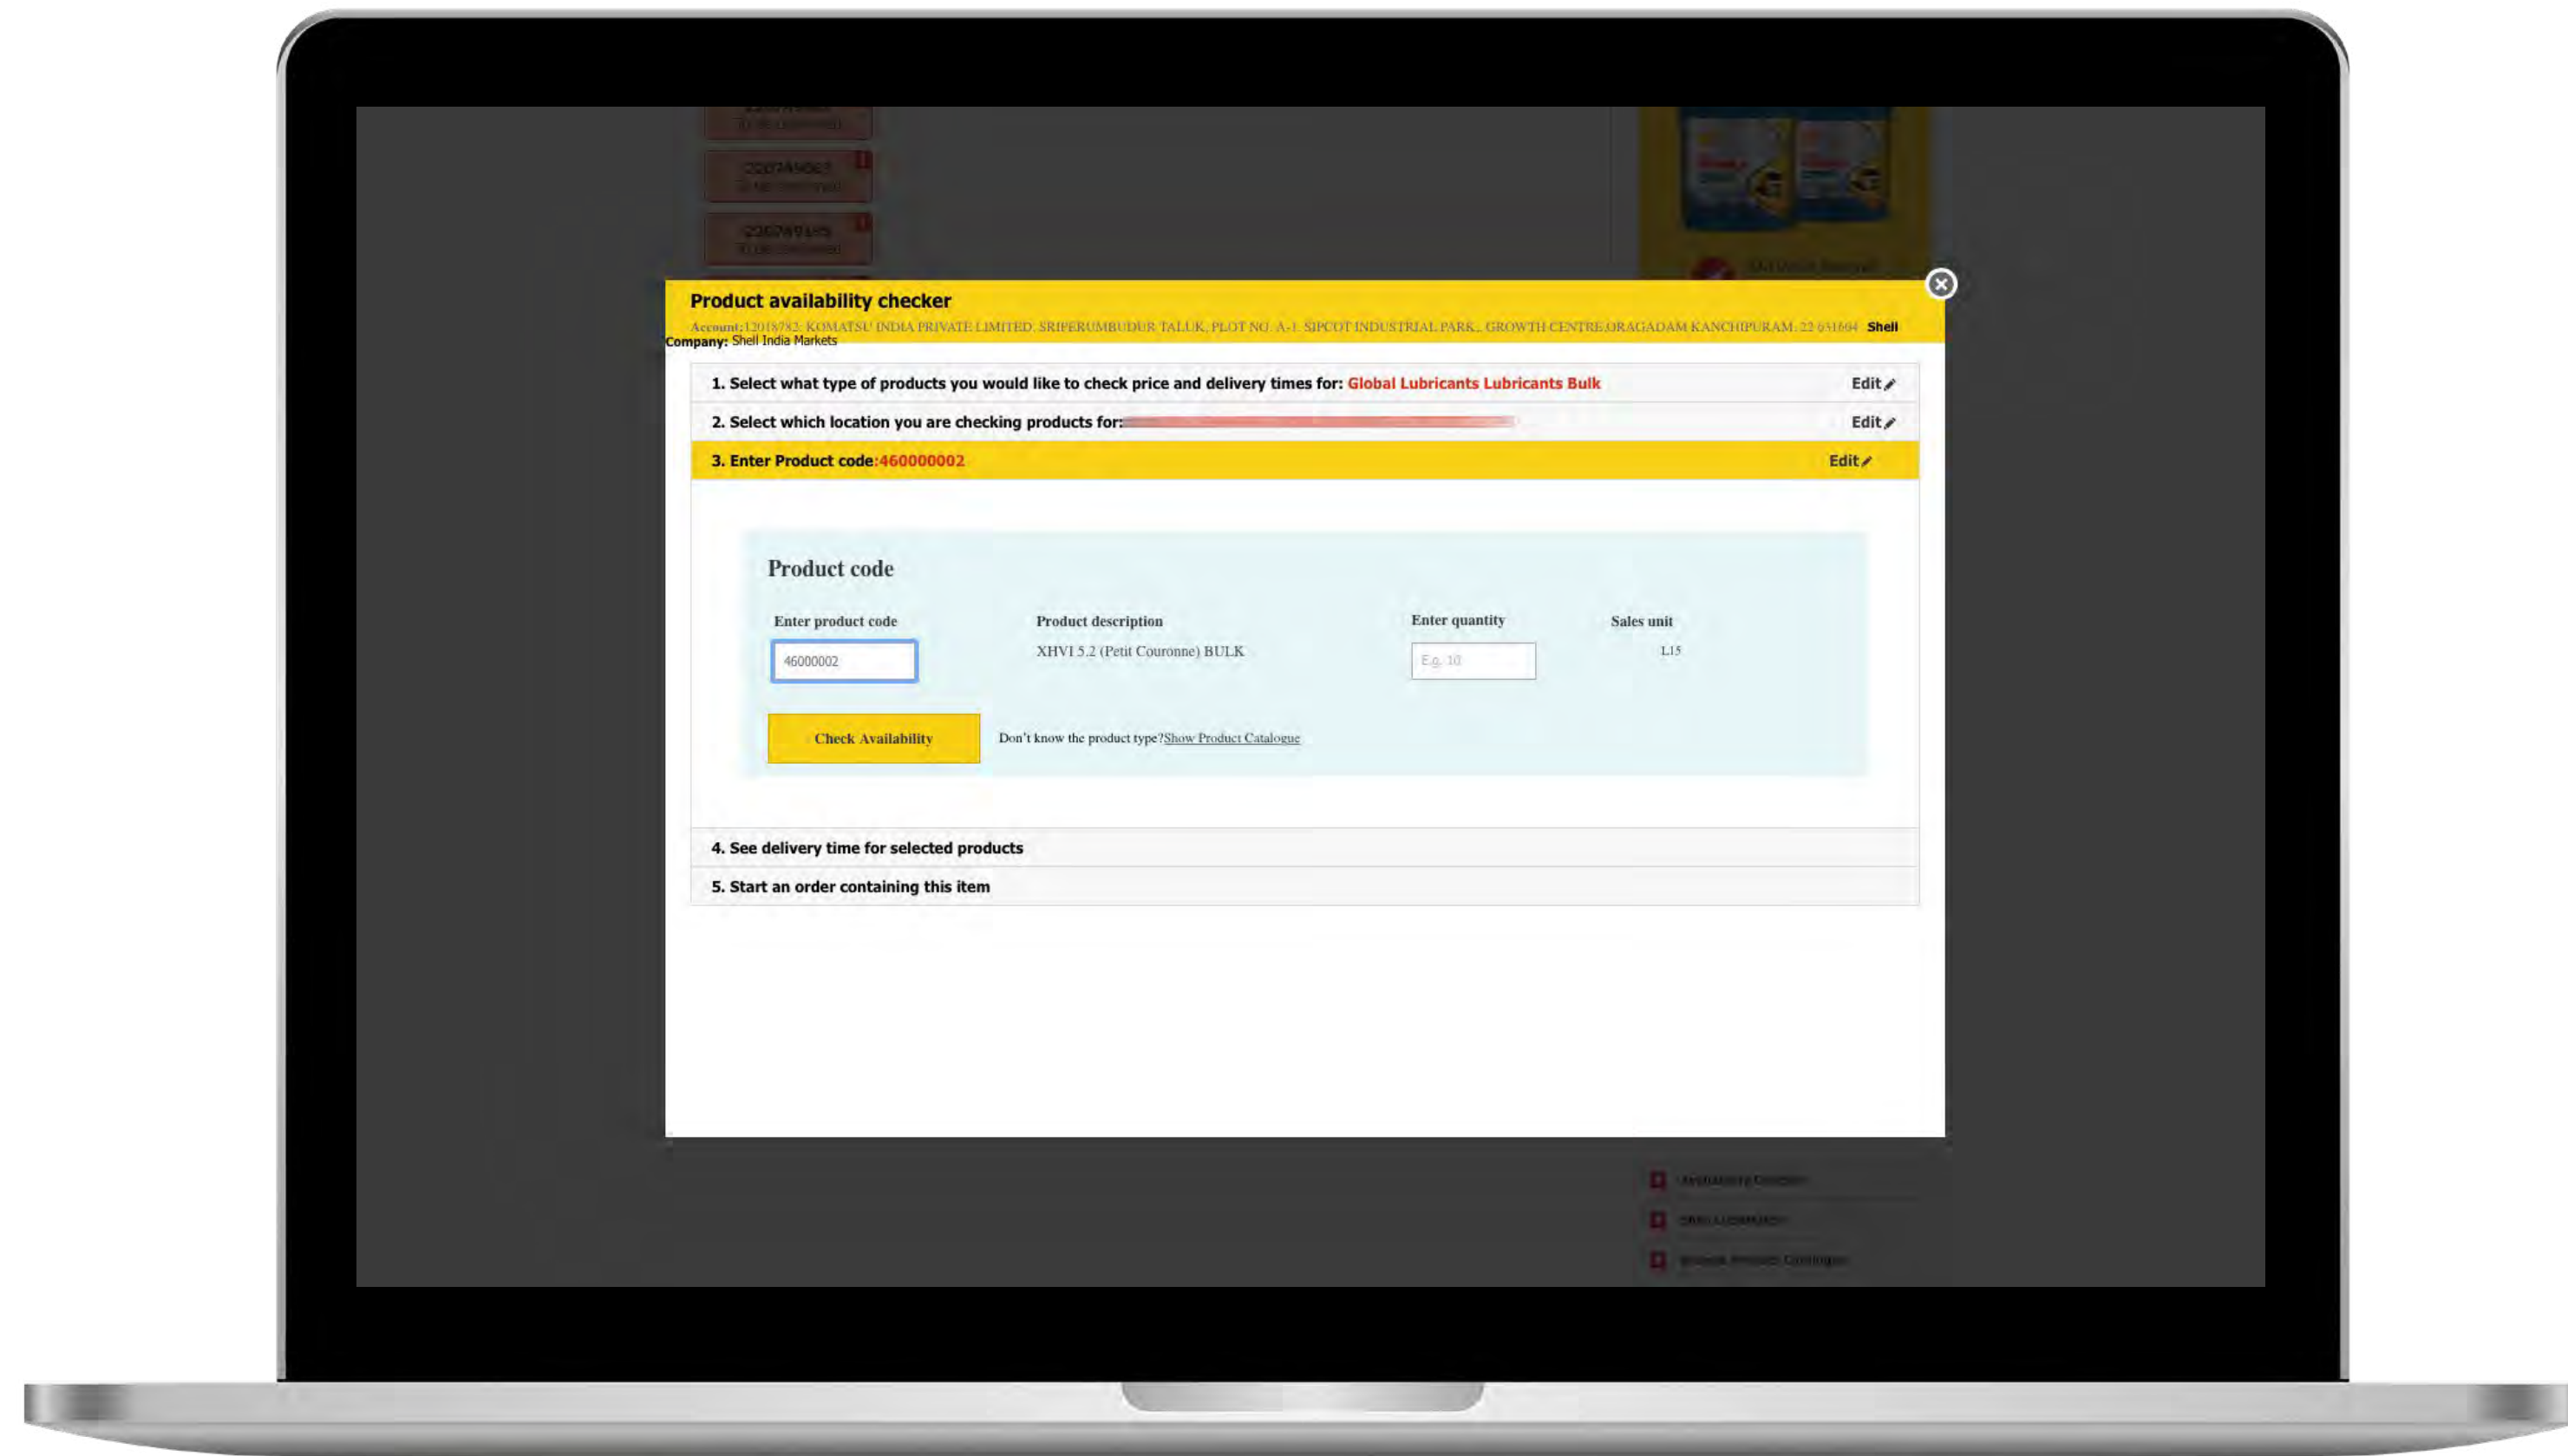 Product availability checker
Account:12018782, KOMATSU INDIA PRIVATE LIMITED, SRIPERUMBUDUR TALUK, PLOT NO. A-1, SIPCOT INDUSTRIAL PARK,, GROWTH CENTRE,ORAGADAM KANCHIPURAM, 22 631604 Shell
Company: Shell India Markets
1. Select what type of products you would like to check price and delivery times for: Global Lubricants Lubricants Bulk Edit
2. Select which location you are checking products for: Edit
3. Enter Product code:460000002 Edit
Product code
Enter product code Product description Enter quantity Sales unit
46000002 XHVI 5.2 (Petit Couronne) BULK E.g. 10 L15
Check Availability Don't know the product type?Show Product Catalogue
4. See delivery time for selected products
5. Start an order containing this item